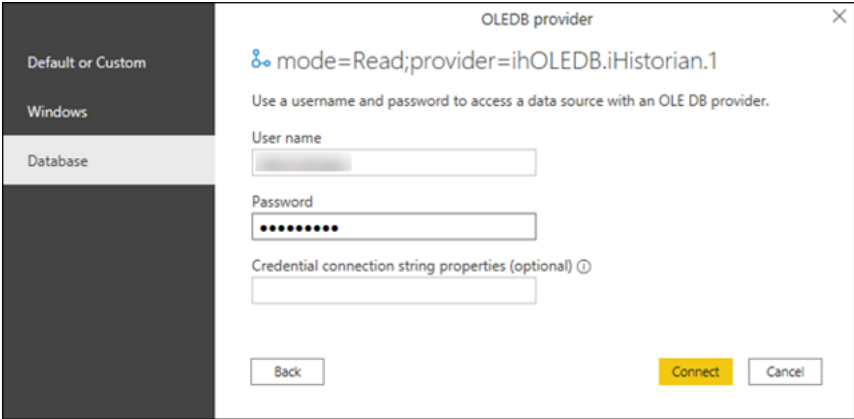 OLEDB provider
Default or Custom
Windows
Database
mode=Read;provider=ihOLEDB.iHistorian.1
Use a username and password to access a data source with an OLE DB provider.
User name
Password
●●●●●●●●●
Credential connection string properties (optional)
Back
Connect
Cancel